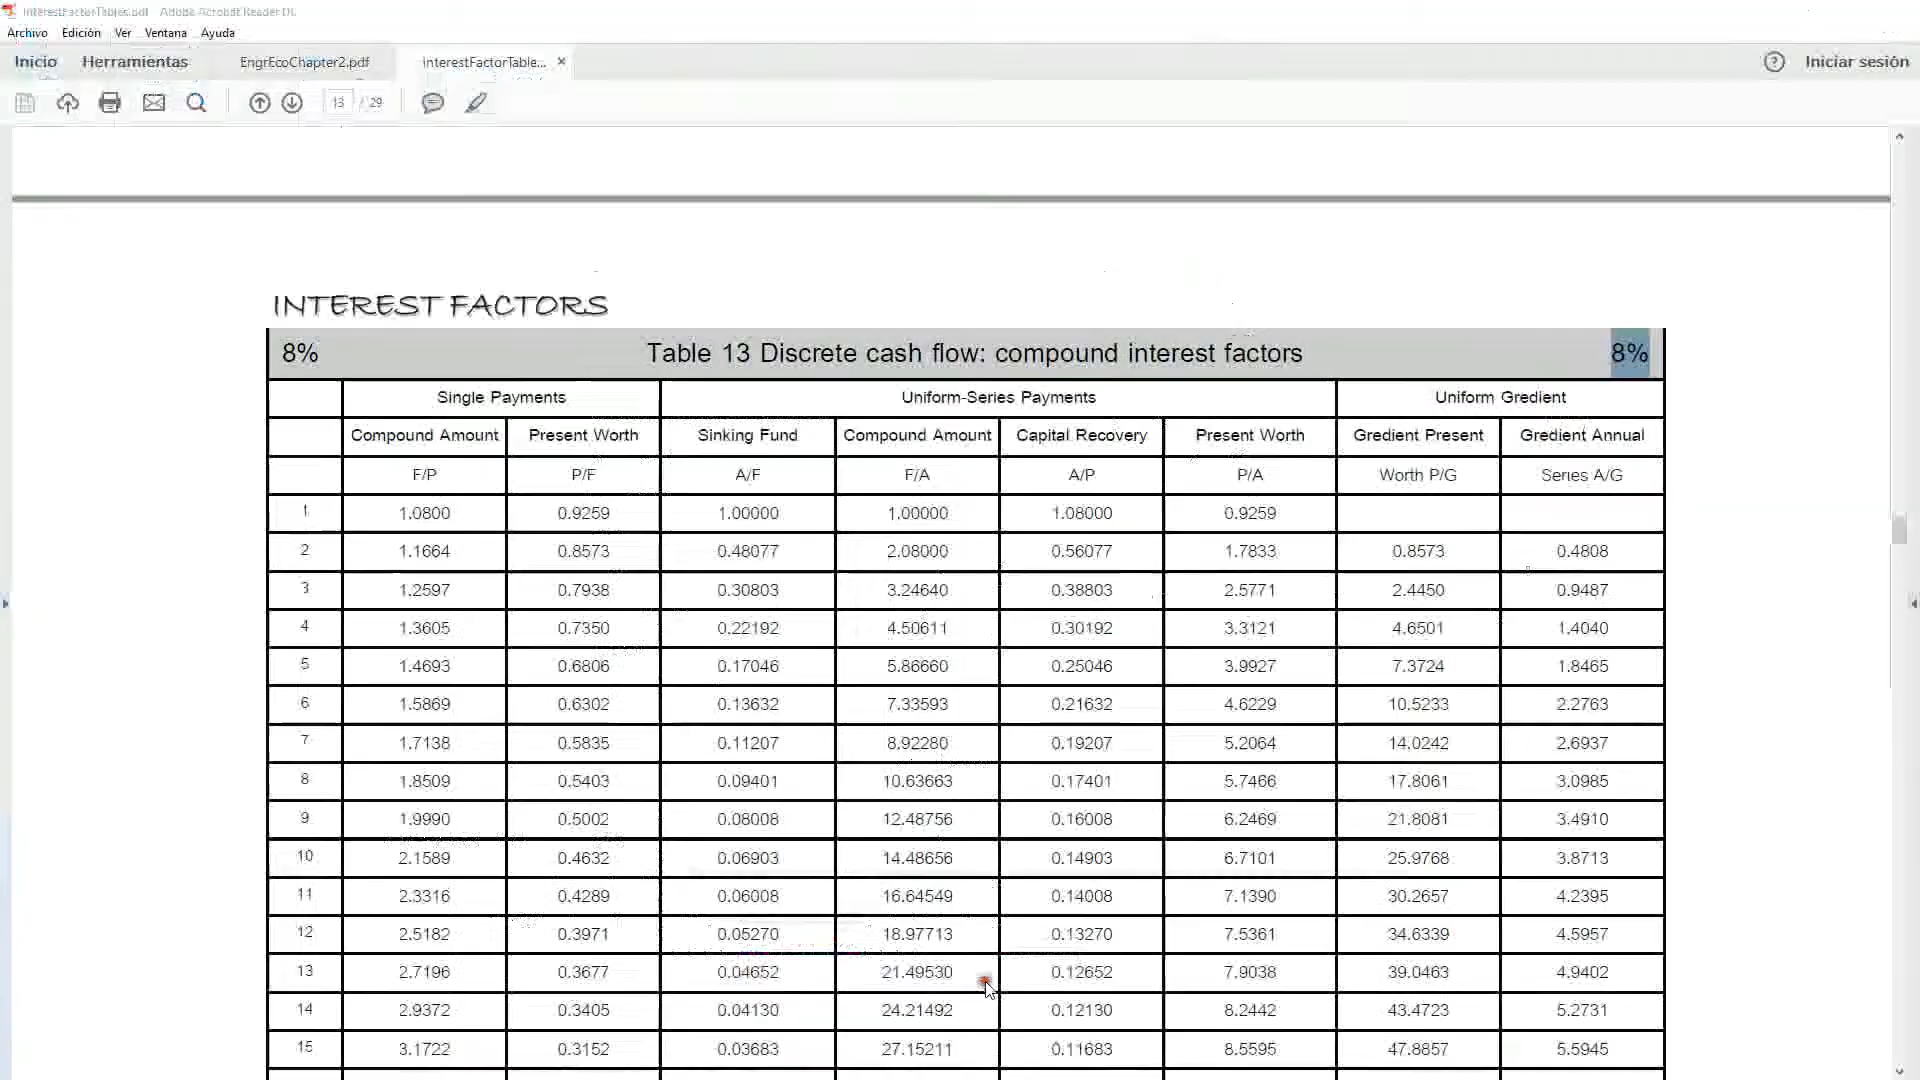 InterestFactorTables.pdf - Adobe Acrobat Reader DC
Archivo Edición Ver Ventana Ayuda
Inicio Herramientas EngrEcoChapter2.pdf InterestFactorTable... × ? Iniciar sesión
13 / 29
INTEREST FACTORS
8% Table 13 Discrete cash flow: compound interest factors 8%
Single Payments Uniform-Series Payments Uniform Gredient
Compound Amount Present Worth Sinking Fund Compound Amount Capital Recovery Present Worth Gredient Present Gredient Annual
F/P P/F A/F F/A A/P P/A Worth P/G Series A/G
1 1.0800 0.9259 1.00000 1.00000 1.08000 0.9259
2 1.1664 0.8573 0.48077 2.08000 0.56077 1.7833 0.8573 0.4808
3 1.2597 0.7938 0.30803 3.24640 0.38803 2.5771 2.4450 0.9487
4 1.3605 0.7350 0.22192 4.50611 0.30192 3.3121 4.6501 1.4040
5 1.4693 0.6806 0.17046 5.86660 0.25046 3.9927 7.3724 1.8465
6 1.5869 0.6302 0.13632 7.33593 0.21632 4.6229 10.5233 2.2763
7 1.7138 0.5835 0.11207 8.92280 0.19207 5.2064 14.0242 2.6937
8 1.8509 0.5403 0.09401 10.63663 0.17401 5.7466 17.8061 3.0985
9 1.9990 0.5002 0.08008 12.48756 0.16008 6.2469 21.8081 3.4910
10 2.1589 0.4632 0.06903 14.48656 0.14903 6.7101 25.9768 3.8713
11 2.3316 0.4289 0.06008 16.64549 0.14008 7.1390 30.2657 4.2395
12 2.5182 0.3971 0.05270 18.97713 0.13270 7.5361 34.6339 4.5957
13 2.7196 0.3677 0.04652 21.49530 0.12652 7.9038 39.0463 4.9402
14 2.9372 0.3405 0.04130 24.21492 0.12130 8.2442 43.4723 5.2731
15 3.1722 0.3152 0.03683 27.15211 0.11683 8.5595 47.8857 5.5945